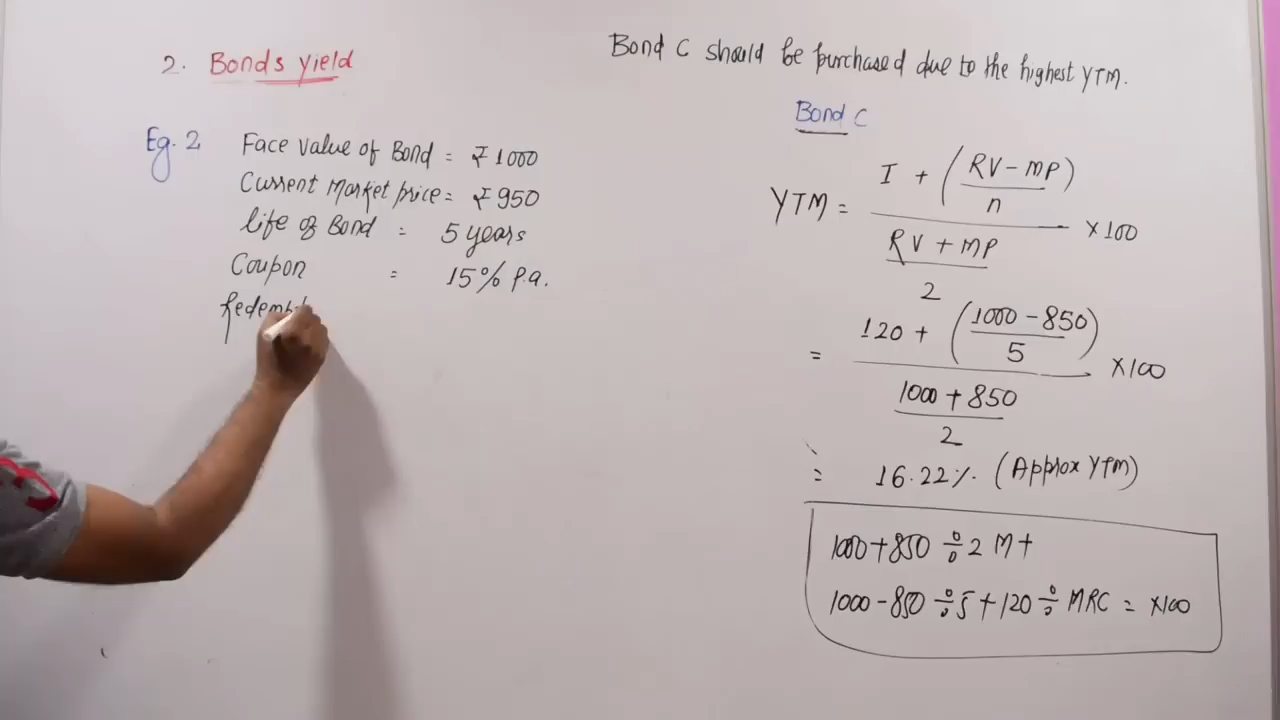 2. Bonds yield
Eg. 2 Face value of Bond = ₹ 1000
Current Market price = ₹ 950
life of Bond = 5 years
Coupon = 15% P.a.
Bond C should be purchased due to the highest YTM.
Bond C
YTM = I + (RV - MP / n) / (RV + MP / 2) × 100
= 120 + (1000 - 850 / 5) / (1000 + 850 / 2) × 100
= 16.22% (Approx YTM)
1000 + 850 ÷ 2 M+
1000 - 850 ÷ 5 + 120 ÷ MRC = × 100